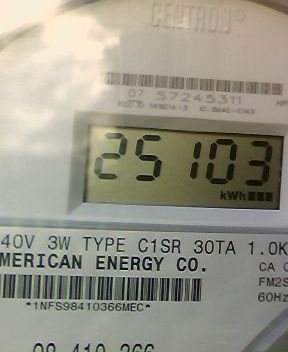 CENTRON®
07 57245311
25103
kWh
40V 3W TYPE C1SR 30TA 1.0K
MERICAN ENERGY CO.
CA
FM2S
60Hz
*1NFS98410366MEC*